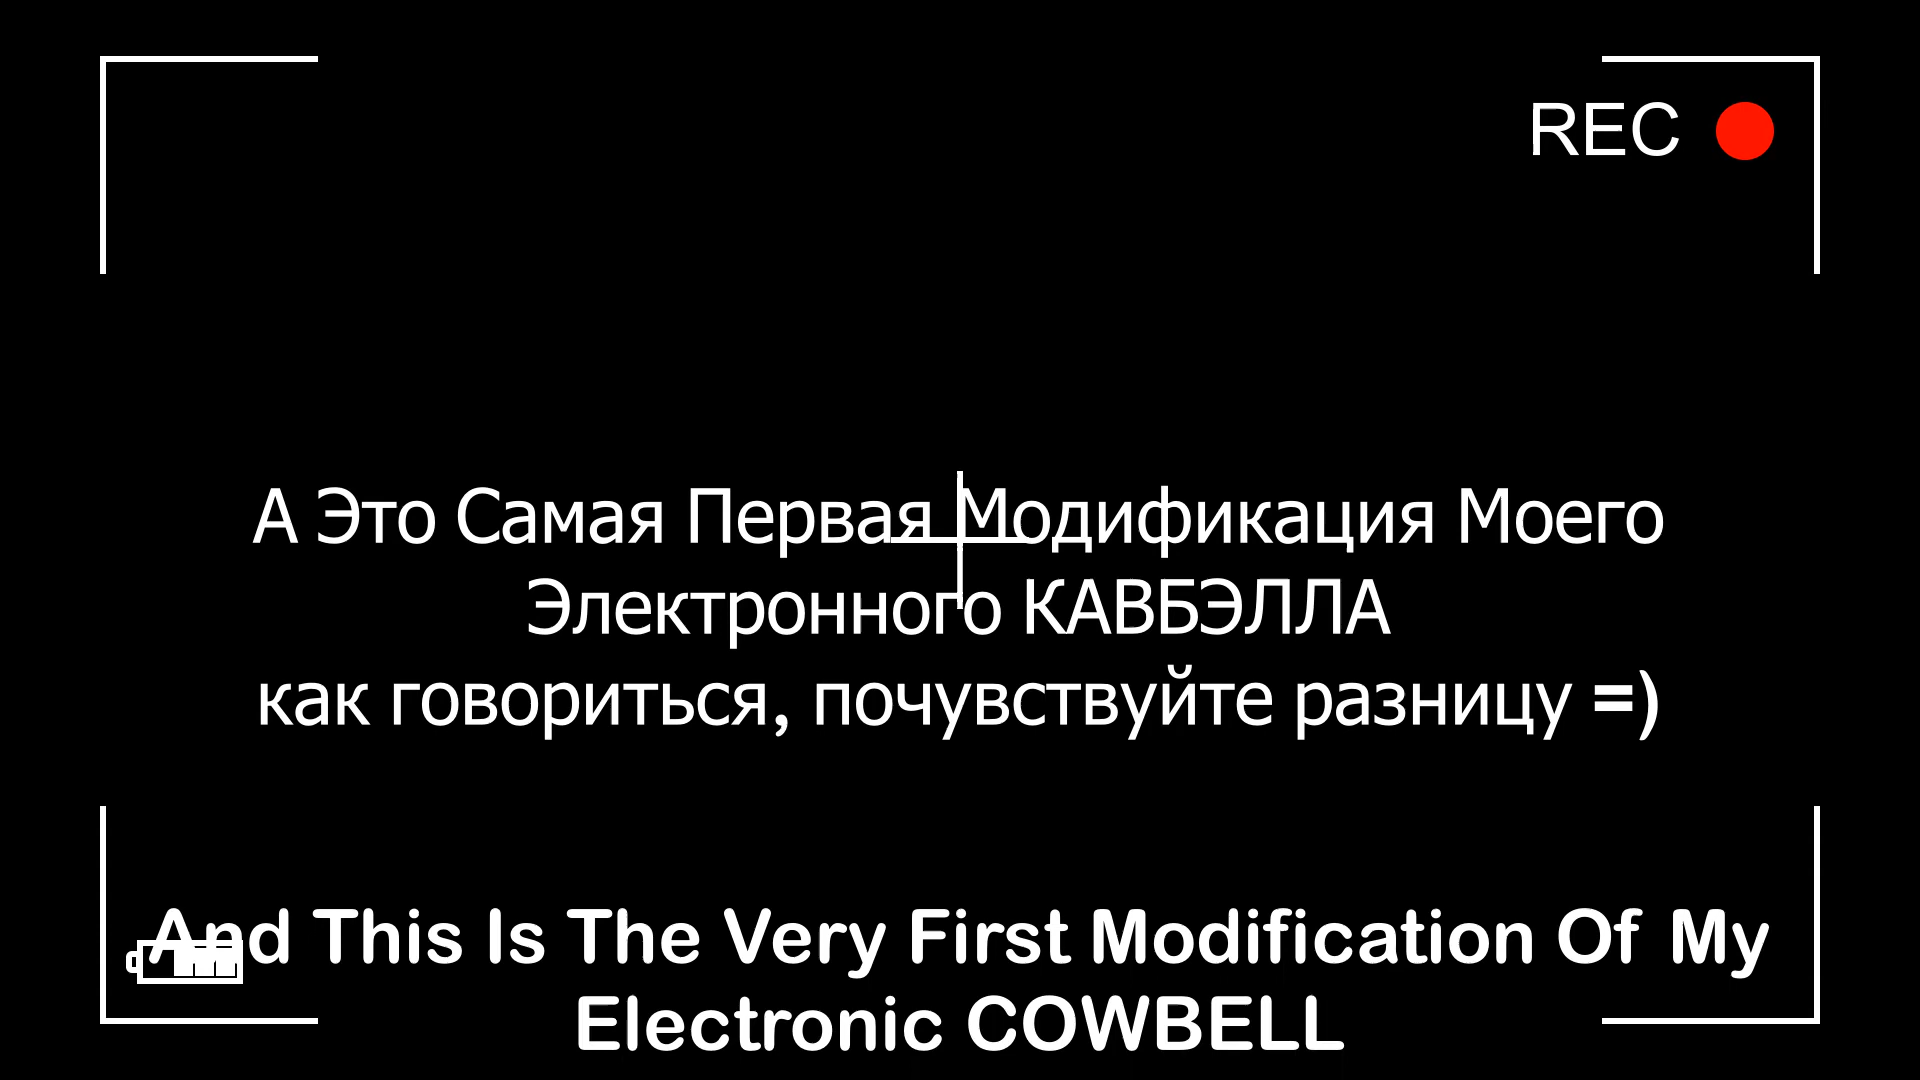 REC
А Это Самая Первая Модификация Моего
Электронного КАВБЭЛЛА
как говориться, почувствуйте разницу =)
And This Is The Very First Modification Of My
Electronic COWBELL